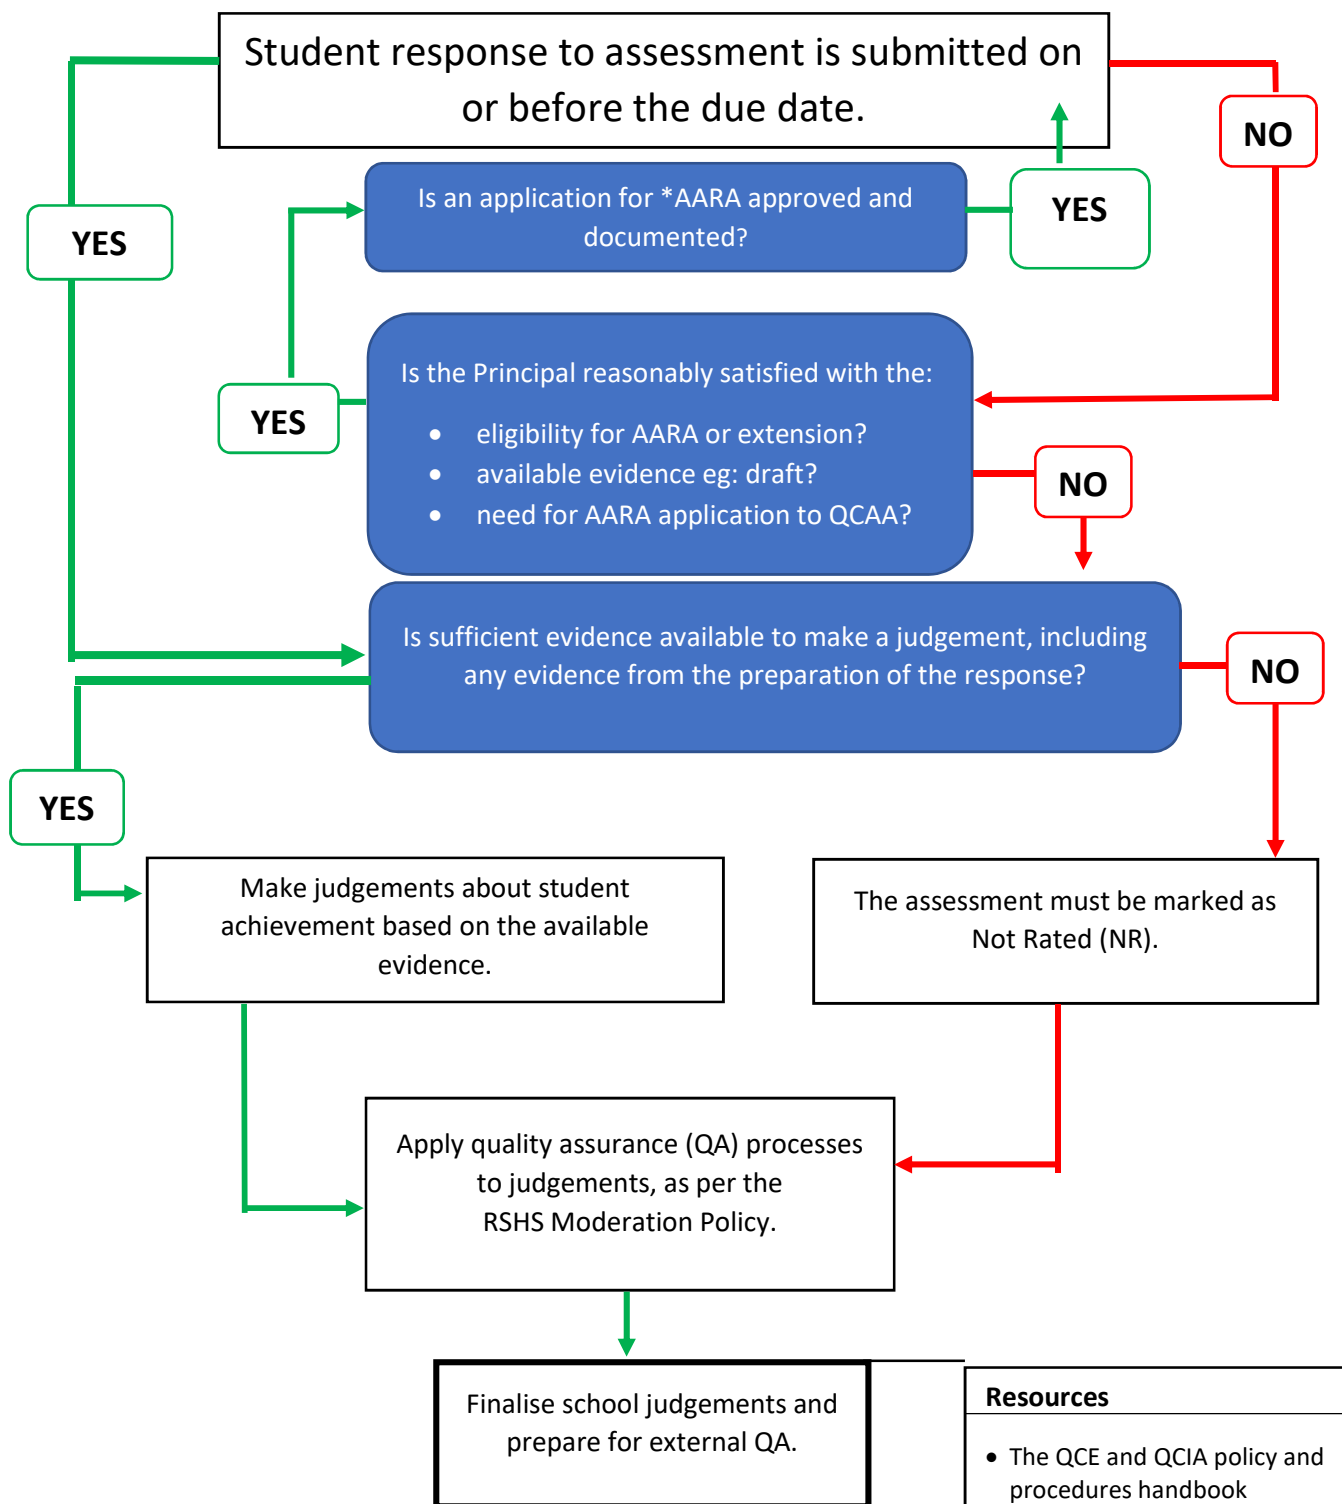 Student response to assessment is submitted on
or before the due date.
NO
YES
Is an application for *AARA approved and
documented?
YES
Is the Principal reasonably satisfied with the:
• eligibility for AARA or extension?
• available evidence eg: draft?
• need for AARA application to QCAA?
YES
NO
Is sufficient evidence available to make a judgement, including
any evidence from the preparation of the response?
NO
YES
Make judgements about student
achievement based on the available
evidence.
The assessment must be marked as
Not Rated (NR).
Apply quality assurance (QA) processes
to judgements, as per the
RSHS Moderation Policy.
Finalise school judgements and
prepare for external QA.
Resources
• The QCE and QCIA policy and
procedures handbook